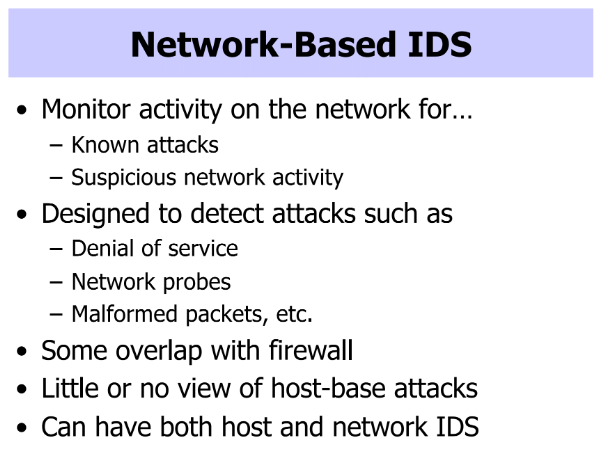 Network-Based IDS
• Monitor activity on the network for…
– Known attacks
– Suspicious network activity
• Designed to detect attacks such as
– Denial of service
– Network probes
– Malformed packets, etc.
• Some overlap with firewall
• Little or no view of host-base attacks
• Can have both host and network IDS